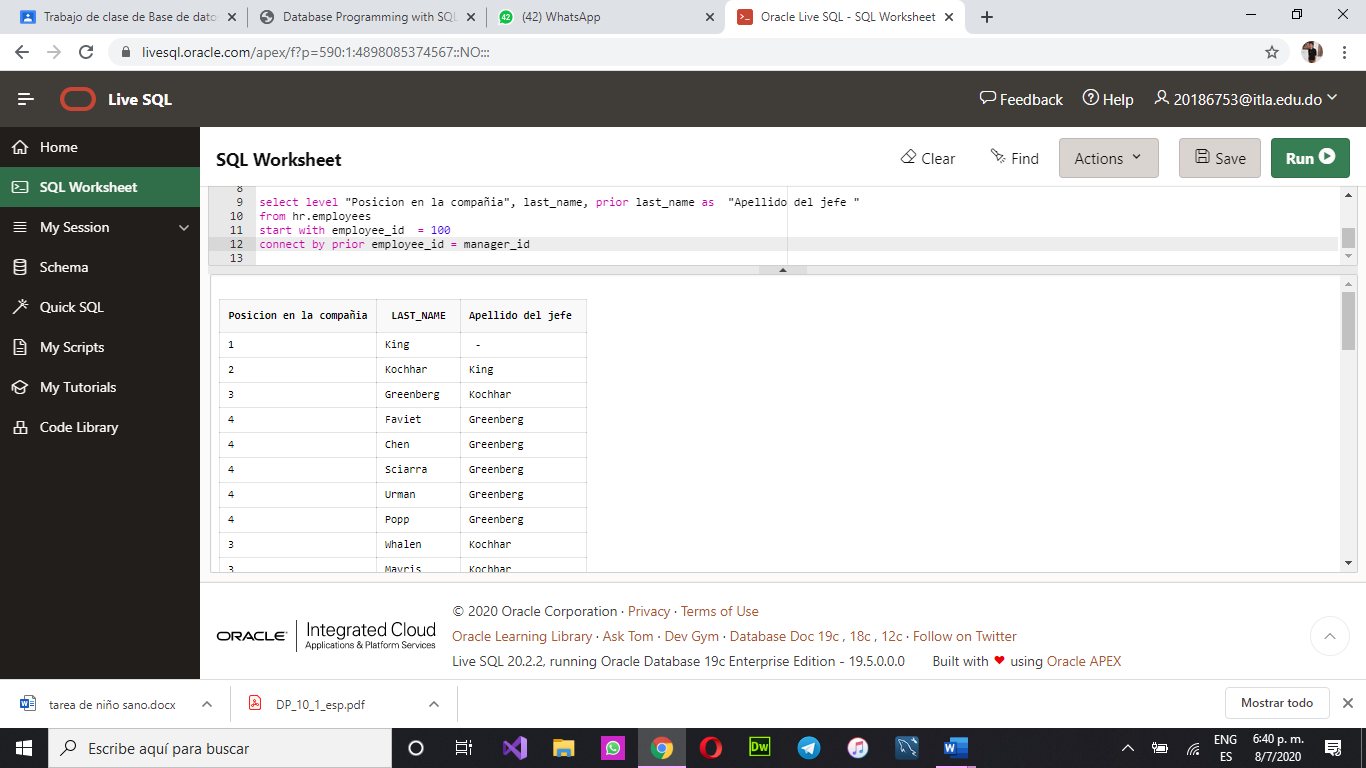 Trabajo de clase de Base de dato
Database Programming with SQL
(42) WhatsApp
Oracle Live SQL - SQL Worksheet
livesql.oracle.com/apex/f?p=590:1:4898085374567::NO:::
Live SQL
Feedback
Help
20186753@itla.edu.do
Home
SQL Worksheet
My Session
Schema
Quick SQL
My Scripts
My Tutorials
Code Library
SQL Worksheet
Clear
Find
Actions
Save
Run
8
9 select level "Posicion en la compañia", last_name, prior last_name as  "Apellido del jefe "
10 from hr.employees
11 start with employee_id  = 100
12 connect by prior employee_id = manager_id
13
Posicion en la compañia LAST_NAME Apellido del jefe
1 King -
2 Kochhar King
3 Greenberg Kochhar
4 Faviet Greenberg
4 Chen Greenberg
4 Sciarra Greenberg
4 Urman Greenberg
4 Popp Greenberg
3 Whalen Kochhar
3 Mavris Kochhar
© 2020 Oracle Corporation · Privacy · Terms of Use
ORACLE Integrated Cloud
Applications & Platform Services
Oracle Learning Library · Ask Tom · Dev Gym · Database Doc 19c , 18c , 12c · Follow on Twitter
Live SQL 20.2.2, running Oracle Database 19c Enterprise Edition - 19.5.0.0.0
Built with ❤ using Oracle APEX
tarea de niño sano.docx
DP_10_1_esp.pdf
Mostrar todo
Escribe aquí para buscar
Dw
ENG
ES
6:40 p. m.
8/7/2020